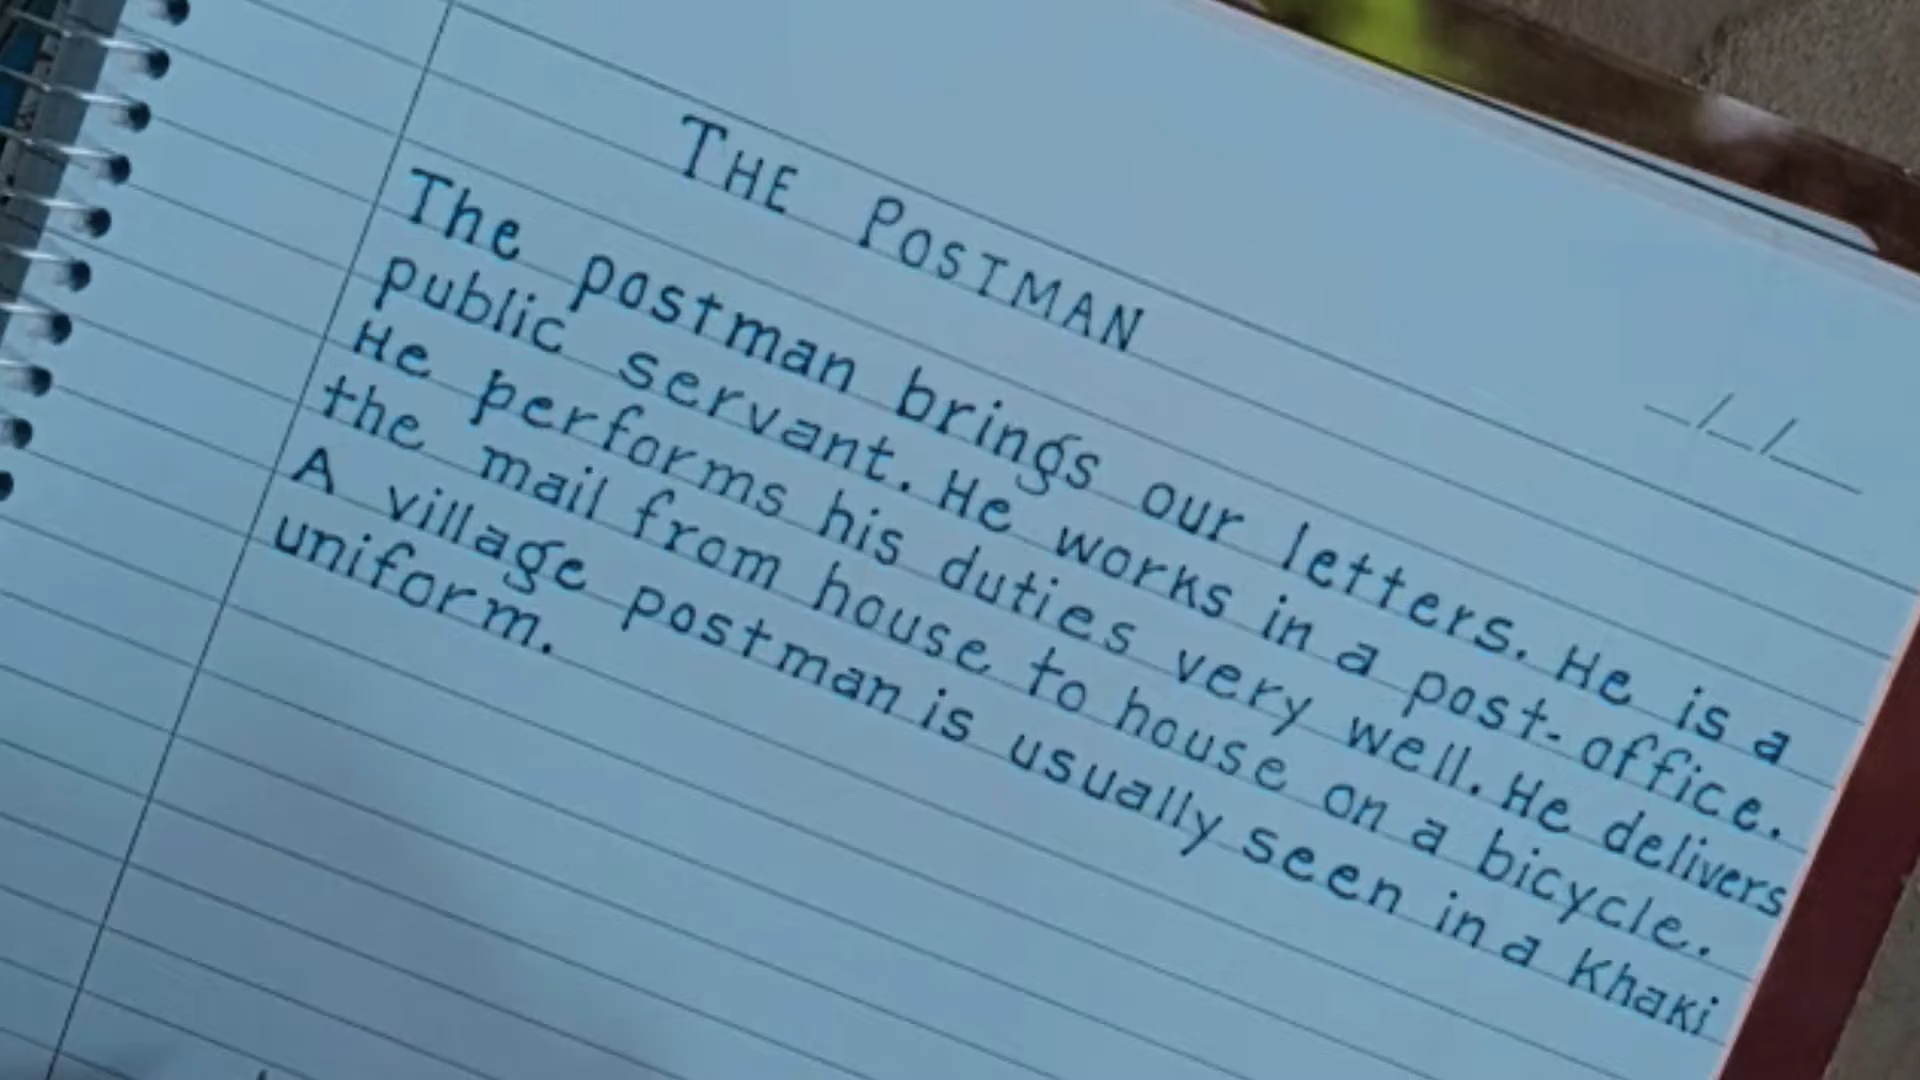 THE POSTMAN
_/_/_
The postman brings our letters. He is a
public servant. He works in a post-office.
He performs his duties very well. He delivers
the mail from house to house on a bicycle.
A village postman is usually seen in a Khaki
uniform.